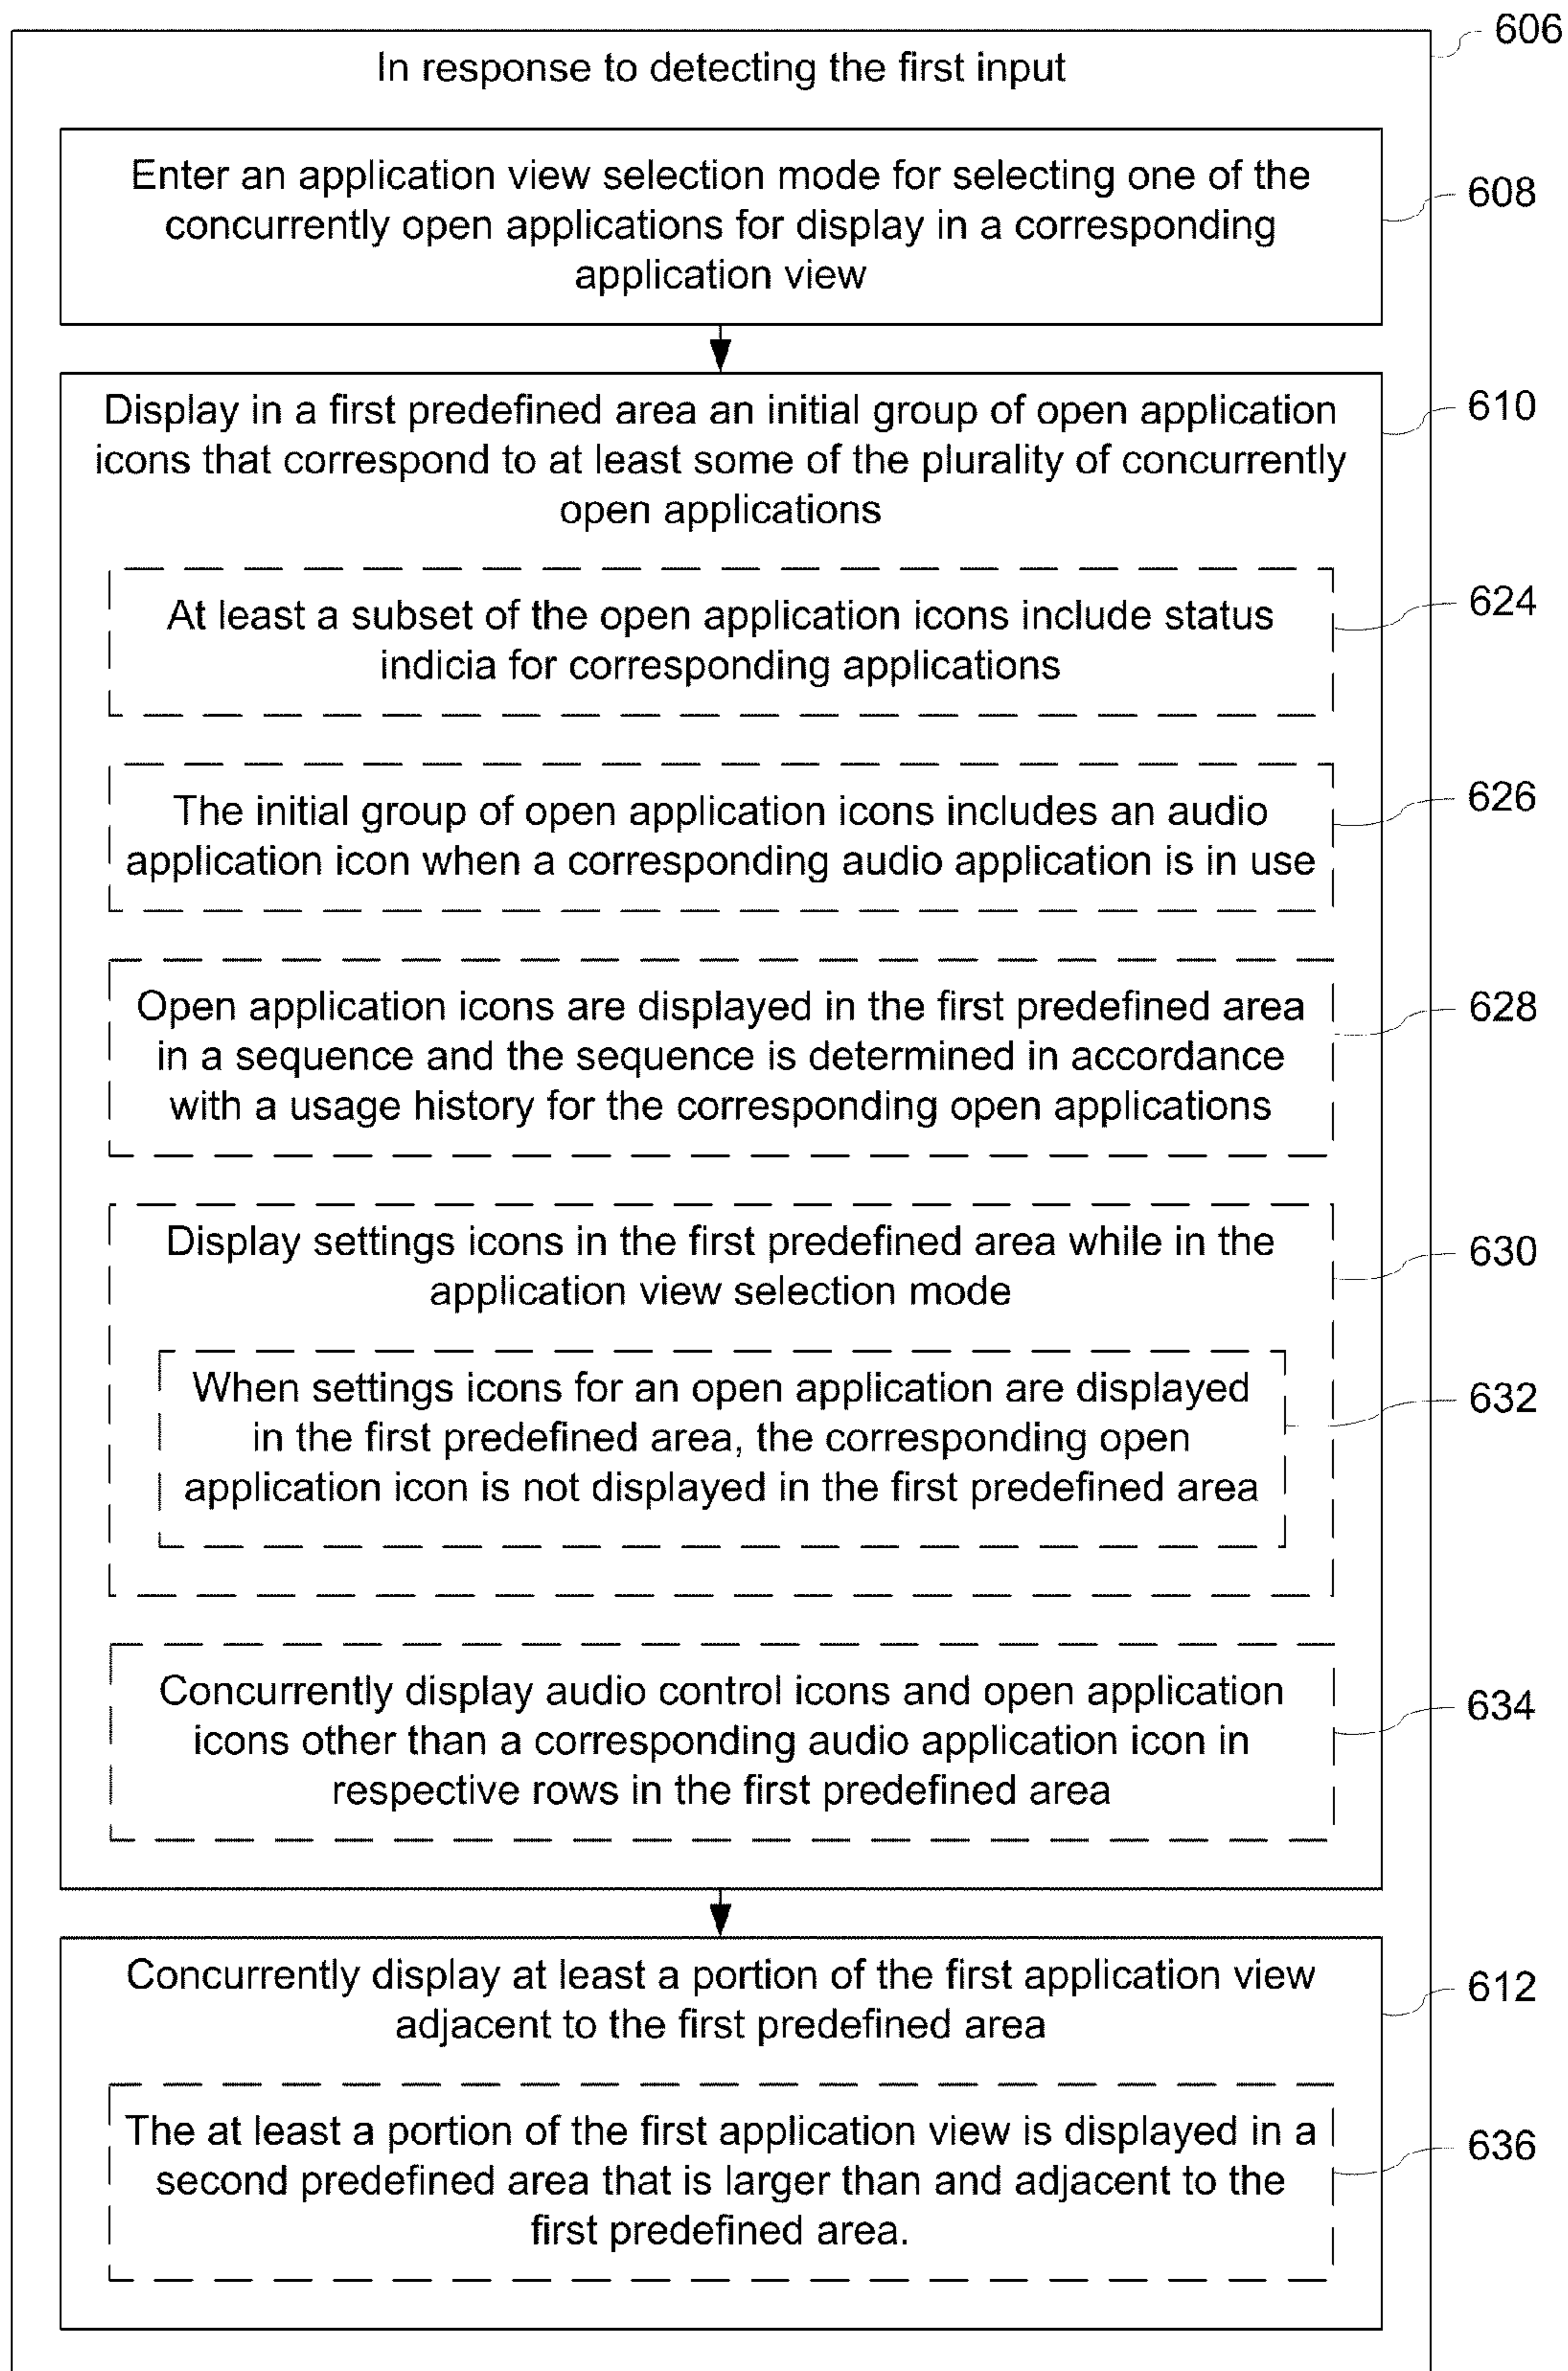 606
In response to detecting the first input
Enter an application view selection mode for selecting one of the
concurrently open applications for display in a corresponding
application view
608
Display in a first predefined area an initial group of open application
icons that correspond to at least some of the plurality of concurrently
open applications
610
At least a subset of the open application icons include status
indicia for corresponding applications
624
The initial group of open application icons includes an audio
application icon when a corresponding audio application is in use
626
Open application icons are displayed in the first predefined area
in a sequence and the sequence is determined in accordance
with a usage history for the corresponding open applications
628
Display settings icons in the first predefined area while in the
application view selection mode
630
When settings icons for an open application are displayed
in the first predefined area, the corresponding open
application icon is not displayed in the first predefined area
632
Concurrently display audio control icons and open application
icons other than a corresponding audio application icon in
respective rows in the first predefined area
634
Concurrently display at least a portion of the first application view
adjacent to the first predefined area
612
The at least a portion of the first application view is displayed in a
second predefined area that is larger than and adjacent to the
first predefined area.
636